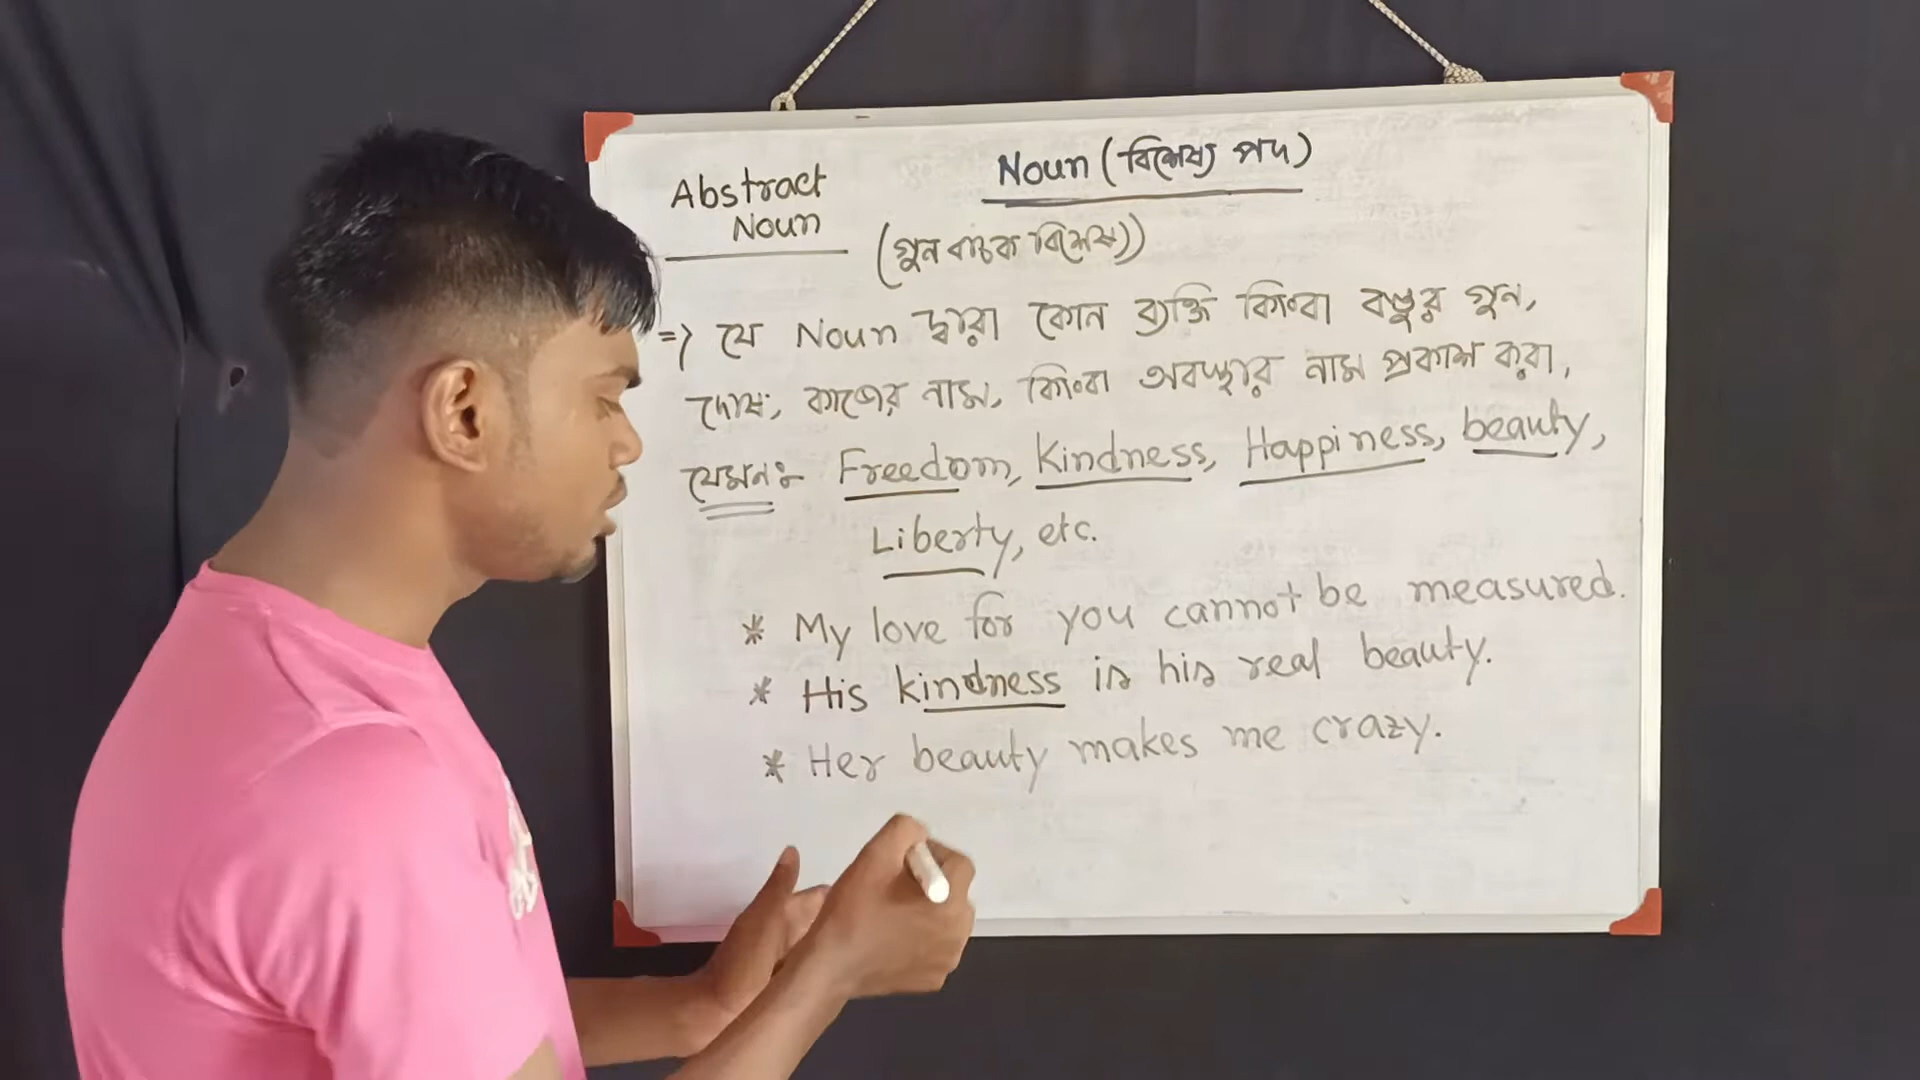 Noun (বিশেষ্য পদ)
Abstract
Noun
(গুন বাচক বিশেষ্য)
=> যে Noun দ্বারা কোন ব্যক্তি কিংবা বস্তুর গুন,
দোষ, কাজের নাম, কিংবা অবস্থার নাম প্রকাশ করা,
যেমনঃ- Freedom, Kindness, Happiness, beauty,
Liberty, etc.
* My love for you cannot be measured.
* His kindness is his real beauty.
* Her beauty makes me crazy.